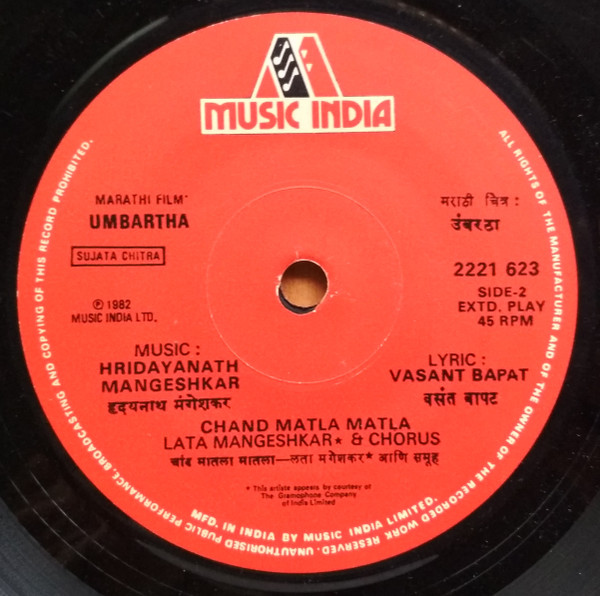 MUSIC INDIA
MARATHI FILM
UMBARTHA
SUJATA CHITRA
℗ 1982
MUSIC INDIA LTD.
मराठी चित्र :
उंबरठा
2221 623
SIDE-2
EXTD. PLAY
45 RPM
MUSIC :
HRIDAYANATH
MANGESHKAR
हृदयनाथ मंगेशकर
LYRIC :
VASANT BAPAT
वसंत बापट
CHAND MATLA MATLA
LATA MANGESHKAR* & CHORUS
चांद मातला मातला—लता मंगेशकर* आणि समूह
* This artiste appears by courtesy of
The Gramophone Company
of India Limited
MFD. IN INDIA BY MUSIC INDIA LIMITED.
ALL RIGHTS OF THE MANUFACTURER AND OF THE OWNER OF THE RECORDED WORK RESERVED. UNAUTHORISED PUBLIC PERFORMANCE, BROADCASTING AND COPYING OF THIS RECORD PROHIBITED.